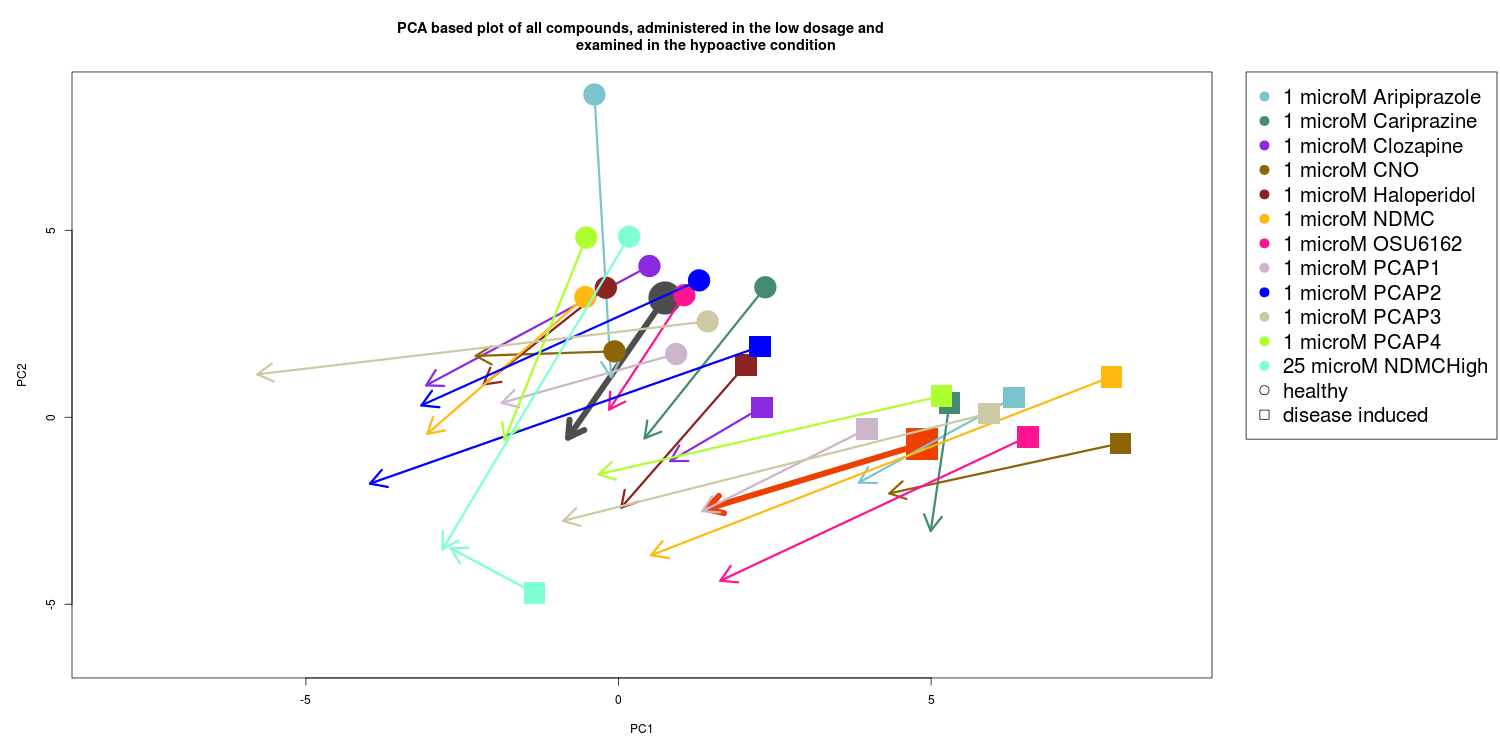 PCA based plot of all compounds, administered in the low dosage and
examined in the hypoactive condition
5
0
-5
PC2
-5
0
5
PC1
1 microM Aripiprazole
1 microM Cariprazine
1 microM Clozapine
1 microM CNO
1 microM Haloperidol
1 microM NDMC
1 microM OSU6162
1 microM PCAP1
1 microM PCAP2
1 microM PCAP3
1 microM PCAP4
25 microM NDMCHigh
healthy
disease induced